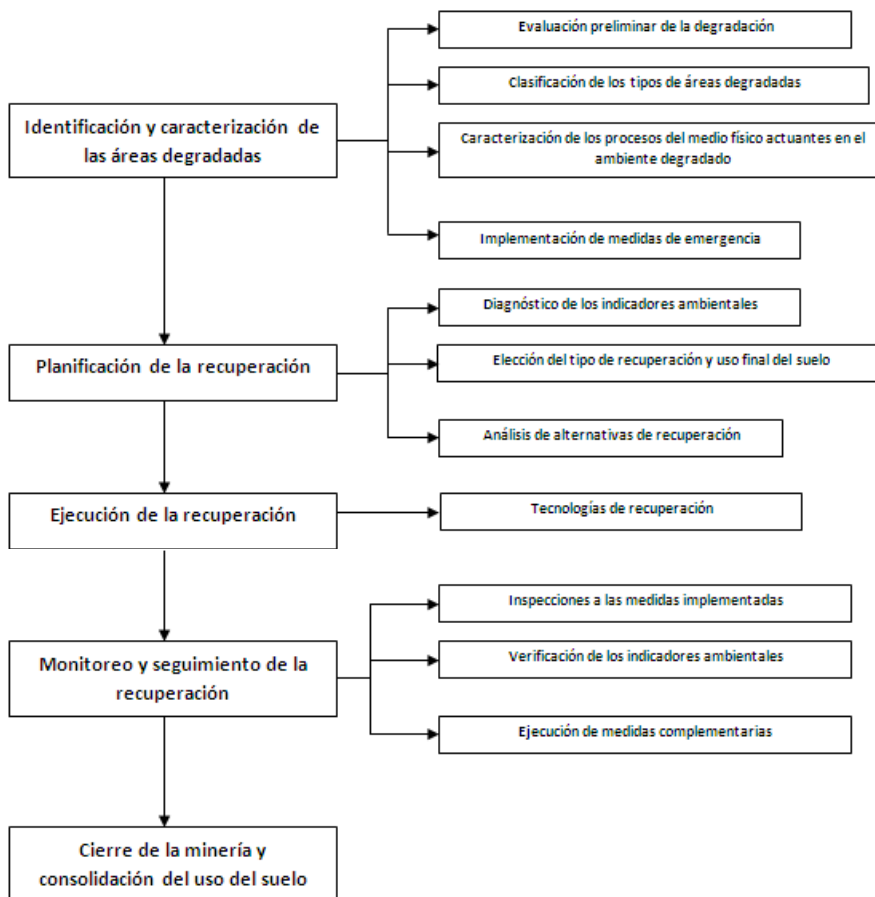 Identificación y caracterización de
las áreas degradadas
Evaluación preliminar de la degradación
Clasificación de los tipos de áreas degradadas
Caracterización de los procesos del medio físico actuantes en el
ambiente degradado
Implementación de medidas de emergencia
Planificación de la recuperación
Diagnóstico de los indicadores ambientales
Elección del tipo de recuperación y uso final del suelo
Análisis de alternativas de recuperación
Ejecución de la recuperación
Tecnologías de recuperación
Monitoreo y seguimiento de la
recuperación
Inspecciones a las medidas implementadas
Verificación de los indicadores ambientales
Ejecución de medidas complementarias
Cierre de la minería y
consolidación del uso del suelo